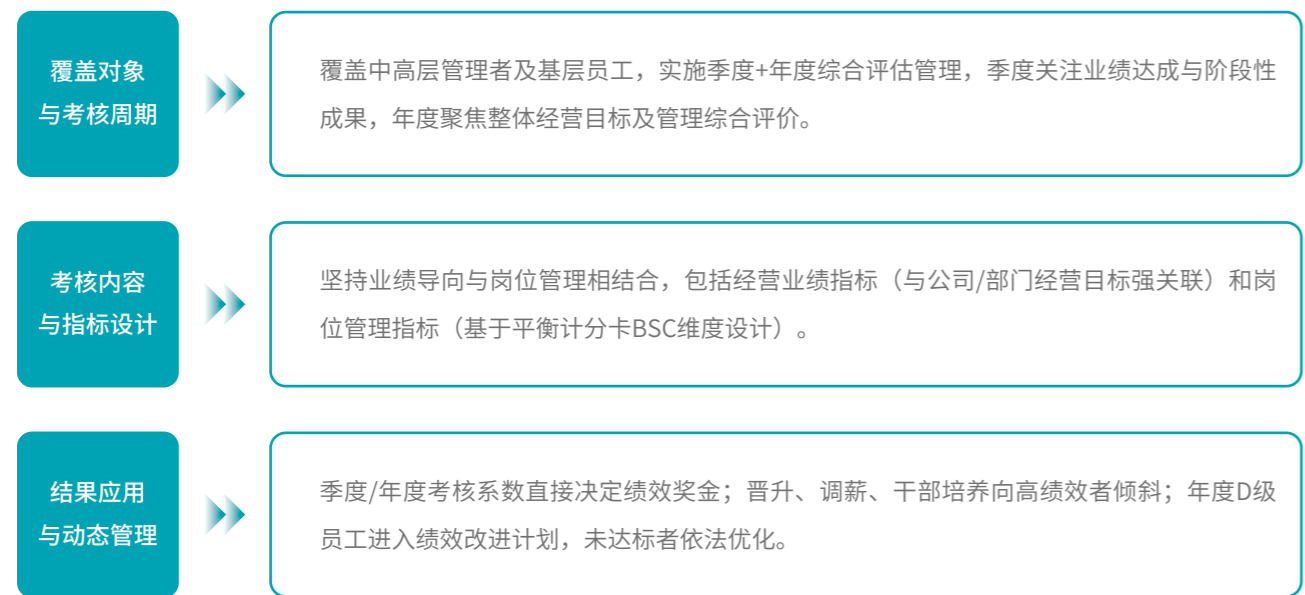 覆盖对象
与考核周期
覆盖中高层管理者及基层员工，实施季度+年度综合评估管理，季度关注业绩达成与阶段性
成果，年度聚焦整体经营目标及管理综合评价。
考核内容
与指标设计
坚持业绩导向与岗位管理相结合，包括经营业绩指标（与公司/部门经营目标强关联）和岗
位管理指标（基于平衡计分卡BSC维度设计）。
结果应用
与动态管理
季度/年度考核系数直接决定绩效奖金；晋升、调薪、干部培养向高绩效者倾斜；年度D级
员工进入绩效改进计划，未达标者依法优化。